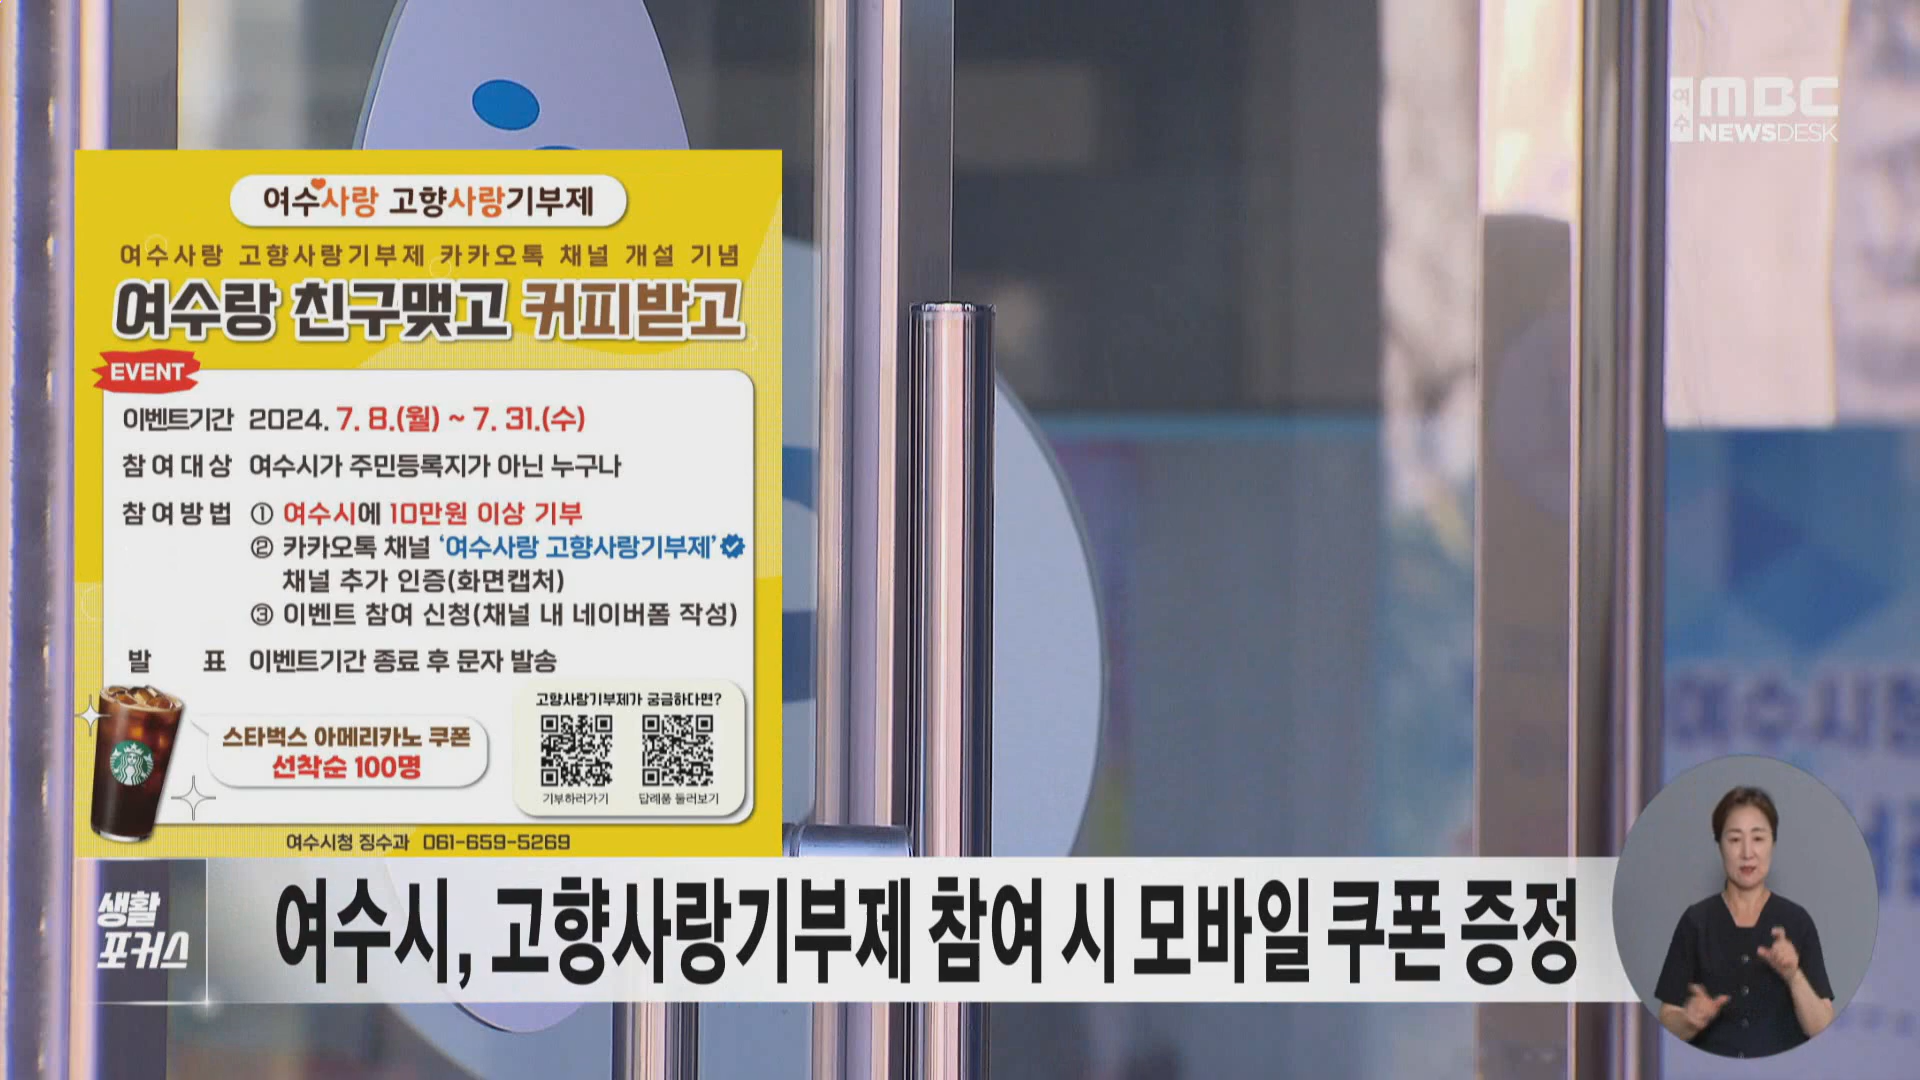 여수 MBC
NEWSDESK
여수사랑 고향사랑기부제
여수사랑 고향사랑기부제 카카오톡 채널 개설 기념
여수랑 친구맺고 커피받고
EVENT
이벤트기간 2024. 7. 8.(월) ~ 7. 31.(수)
참여대상 여수시가 주민등록지가 아닌 누구나
참여방법 ① 여수시에 10만원 이상 기부
② 카카오톡 채널 '여수사랑 고향사랑기부제'
채널 추가 인증(화면캡처)
③ 이벤트 참여 신청(채널 내 네이버폼 작성)
발 표 이벤트기간 종료 후 문자 발송
고향사랑기부제가 궁금하다면?
스타벅스 아메리카노 쿠폰
선착순 100명
기부하러가기 답례품 둘러보기
여수시청 징수과 061-659-5269
생활
포커스
여수시, 고향사랑기부제 참여 시 모바일 쿠폰 증정